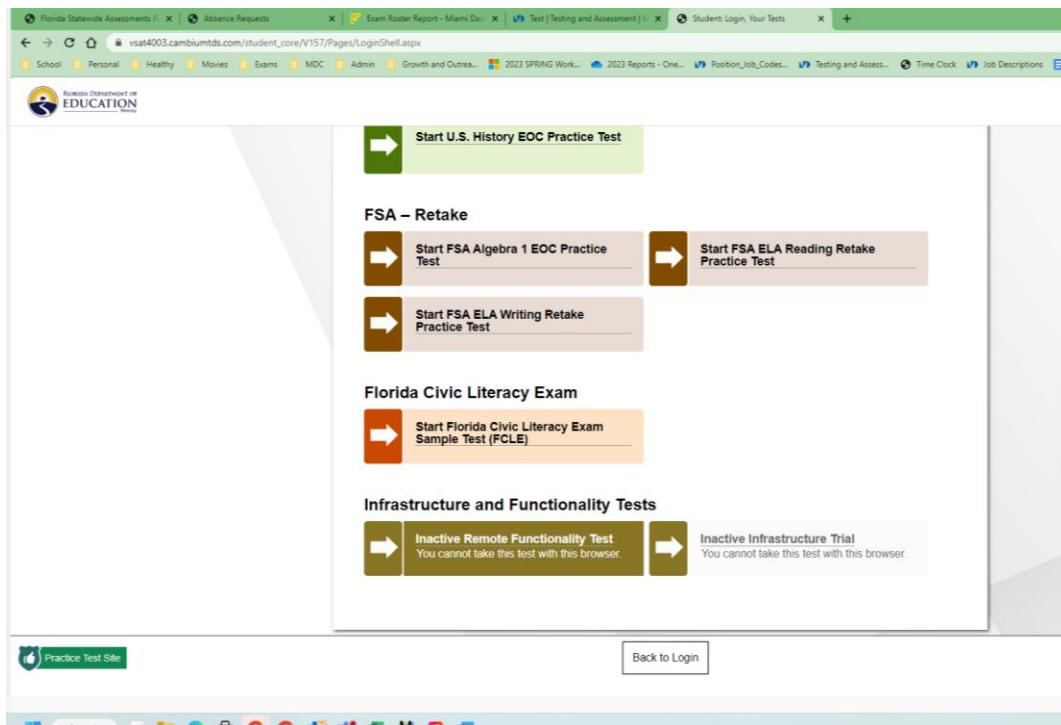 Florida Statewide Assessments P
Absence Requests
Exam Roster Report - Miami Dad
Test | Testing and Assessment |
Student: Login, Your Tests
vsat4003.cambiumtds.com/student_core/V157/Pages/LoginShell.aspx
School
Personal
Healthy
Movies
Exams
MDC
Admin
Growth and Outrea...
2023 SPRING Work...
2023 Reports - One...
Position_Job_Codes...
Testing and Assess...
Time Clock
Job Descriptions
FLORIDA DEPARTMENT OF
EDUCATION
Start U.S. History EOC Practice Test
FSA – Retake
Start FSA Algebra 1 EOC Practice
Test
Start FSA ELA Reading Retake
Practice Test
Start FSA ELA Writing Retake
Practice Test
Florida Civic Literacy Exam
Start Florida Civic Literacy Exam
Sample Test (FCLE)
Infrastructure and Functionality Tests
Inactive Remote Functionality Test
You cannot take this test with this browser.
Inactive Infrastructure Trial
You cannot take this test with this browser.
Practice Test Site
Back to Login